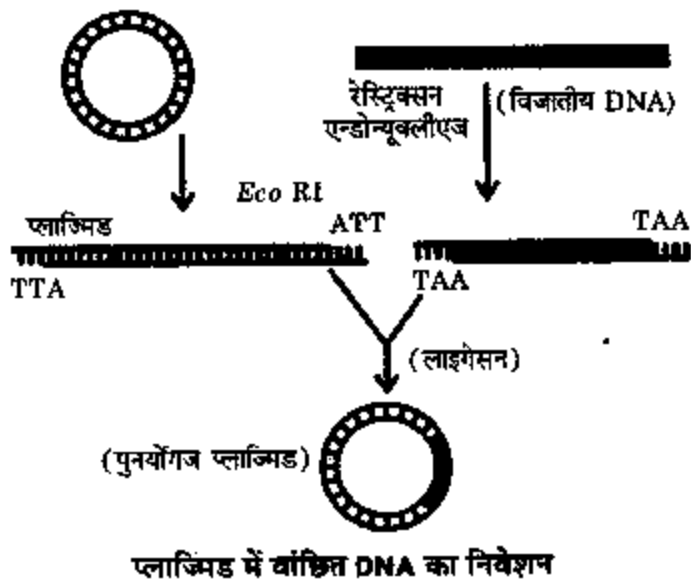 रेस्ट्रिक्सन
एन्डोन्यूक्लीएज
(विजातीय DNA)
Eco RI
प्लाज्मिड
ATT
TAA
TTA
TAA
(लाइगेसन)
(पुनर्योगज प्लाज्मिड)
प्लाज्मिड में वांछित DNA का निवेशन